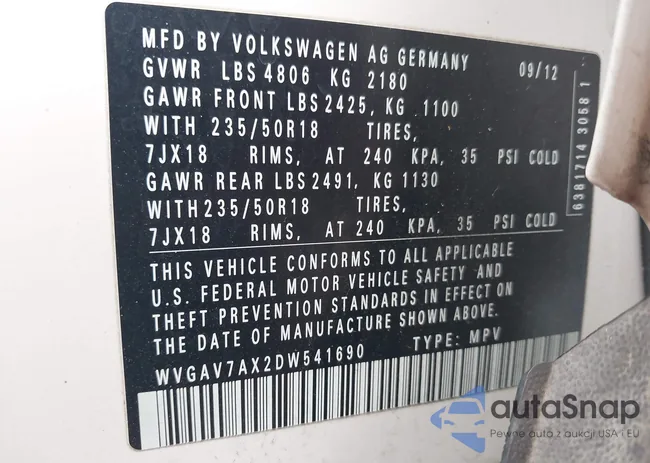 MFD BY VOLKSWAGEN AG GERMANY
09/12
GVWR LBS 4806 KG 2180
GAWR FRONT LBS 2425, KG 1100
WITH 235/50R18 TIRES,
7JX18 RIMS, AT 240 KPA, 35 PSI COLD
GAWR REAR LBS 2491, KG 1130
WITH 235/50R18 TIRES,
7JX18 RIMS, AT 240 KPA, 35 PSI COLD
THIS VEHICLE CONFORMS TO ALL APPLICABLE
U.S. FEDERAL MOTOR VEHICLE SAFETY AND
THEFT PREVENTION STANDARDS IN EFFECT ON
THE DATE OF MANUFACTURE SHOWN ABOVE.
WVGAV7AX2DW541690 TYPE: MPV
6381714 3058 1
autaSnap
Pewne auta z aukcji USA i EU